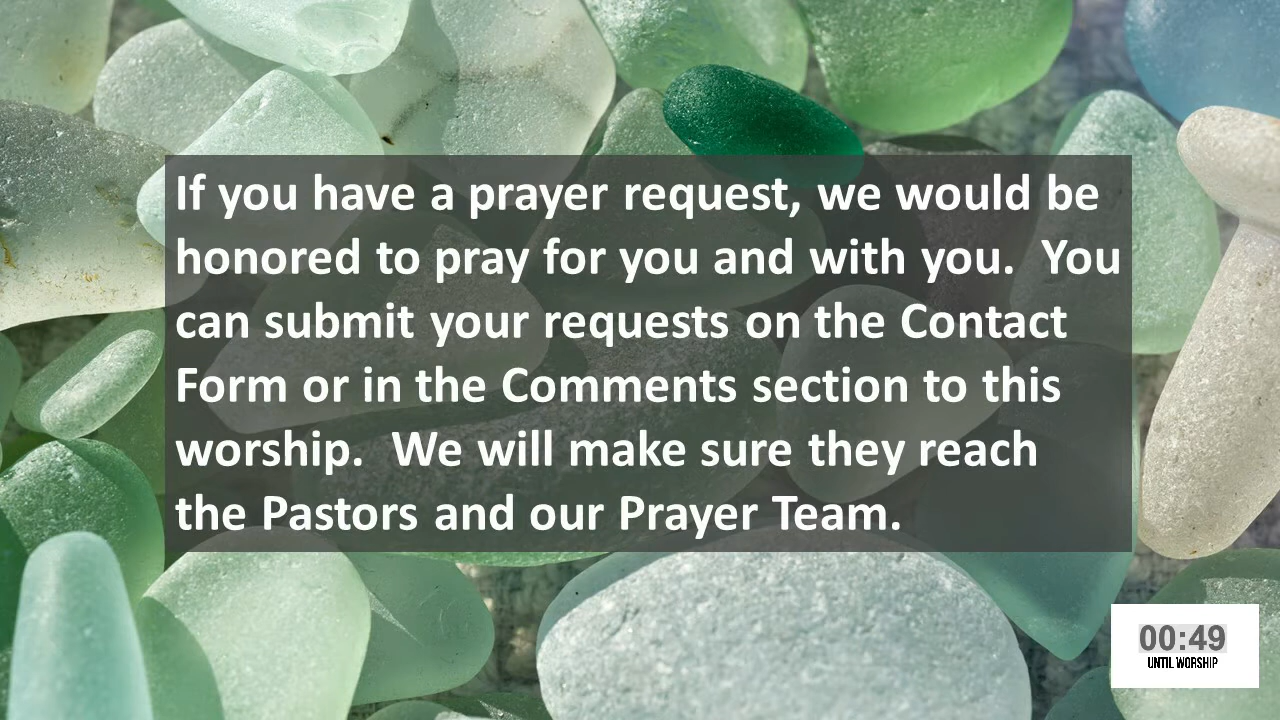 If you have a prayer request, we would be
honored to pray for you and with you.  You
can submit your requests on the Contact
Form or in the Comments section to this
worship.  We will make sure they reach
the Pastors and our Prayer Team.
00:49
UNTIL WORSHIP